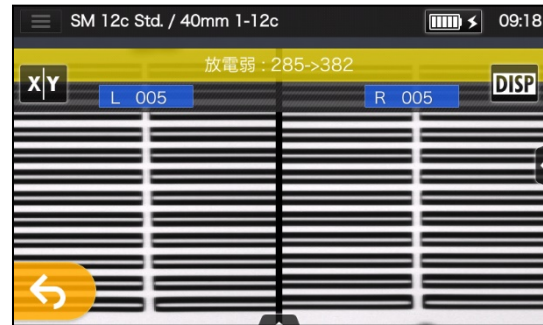 SM 12c Std. / 40mm 1-12c
09:18
放電弱 : 285->382
X|Y
DISP
L 005
R 005